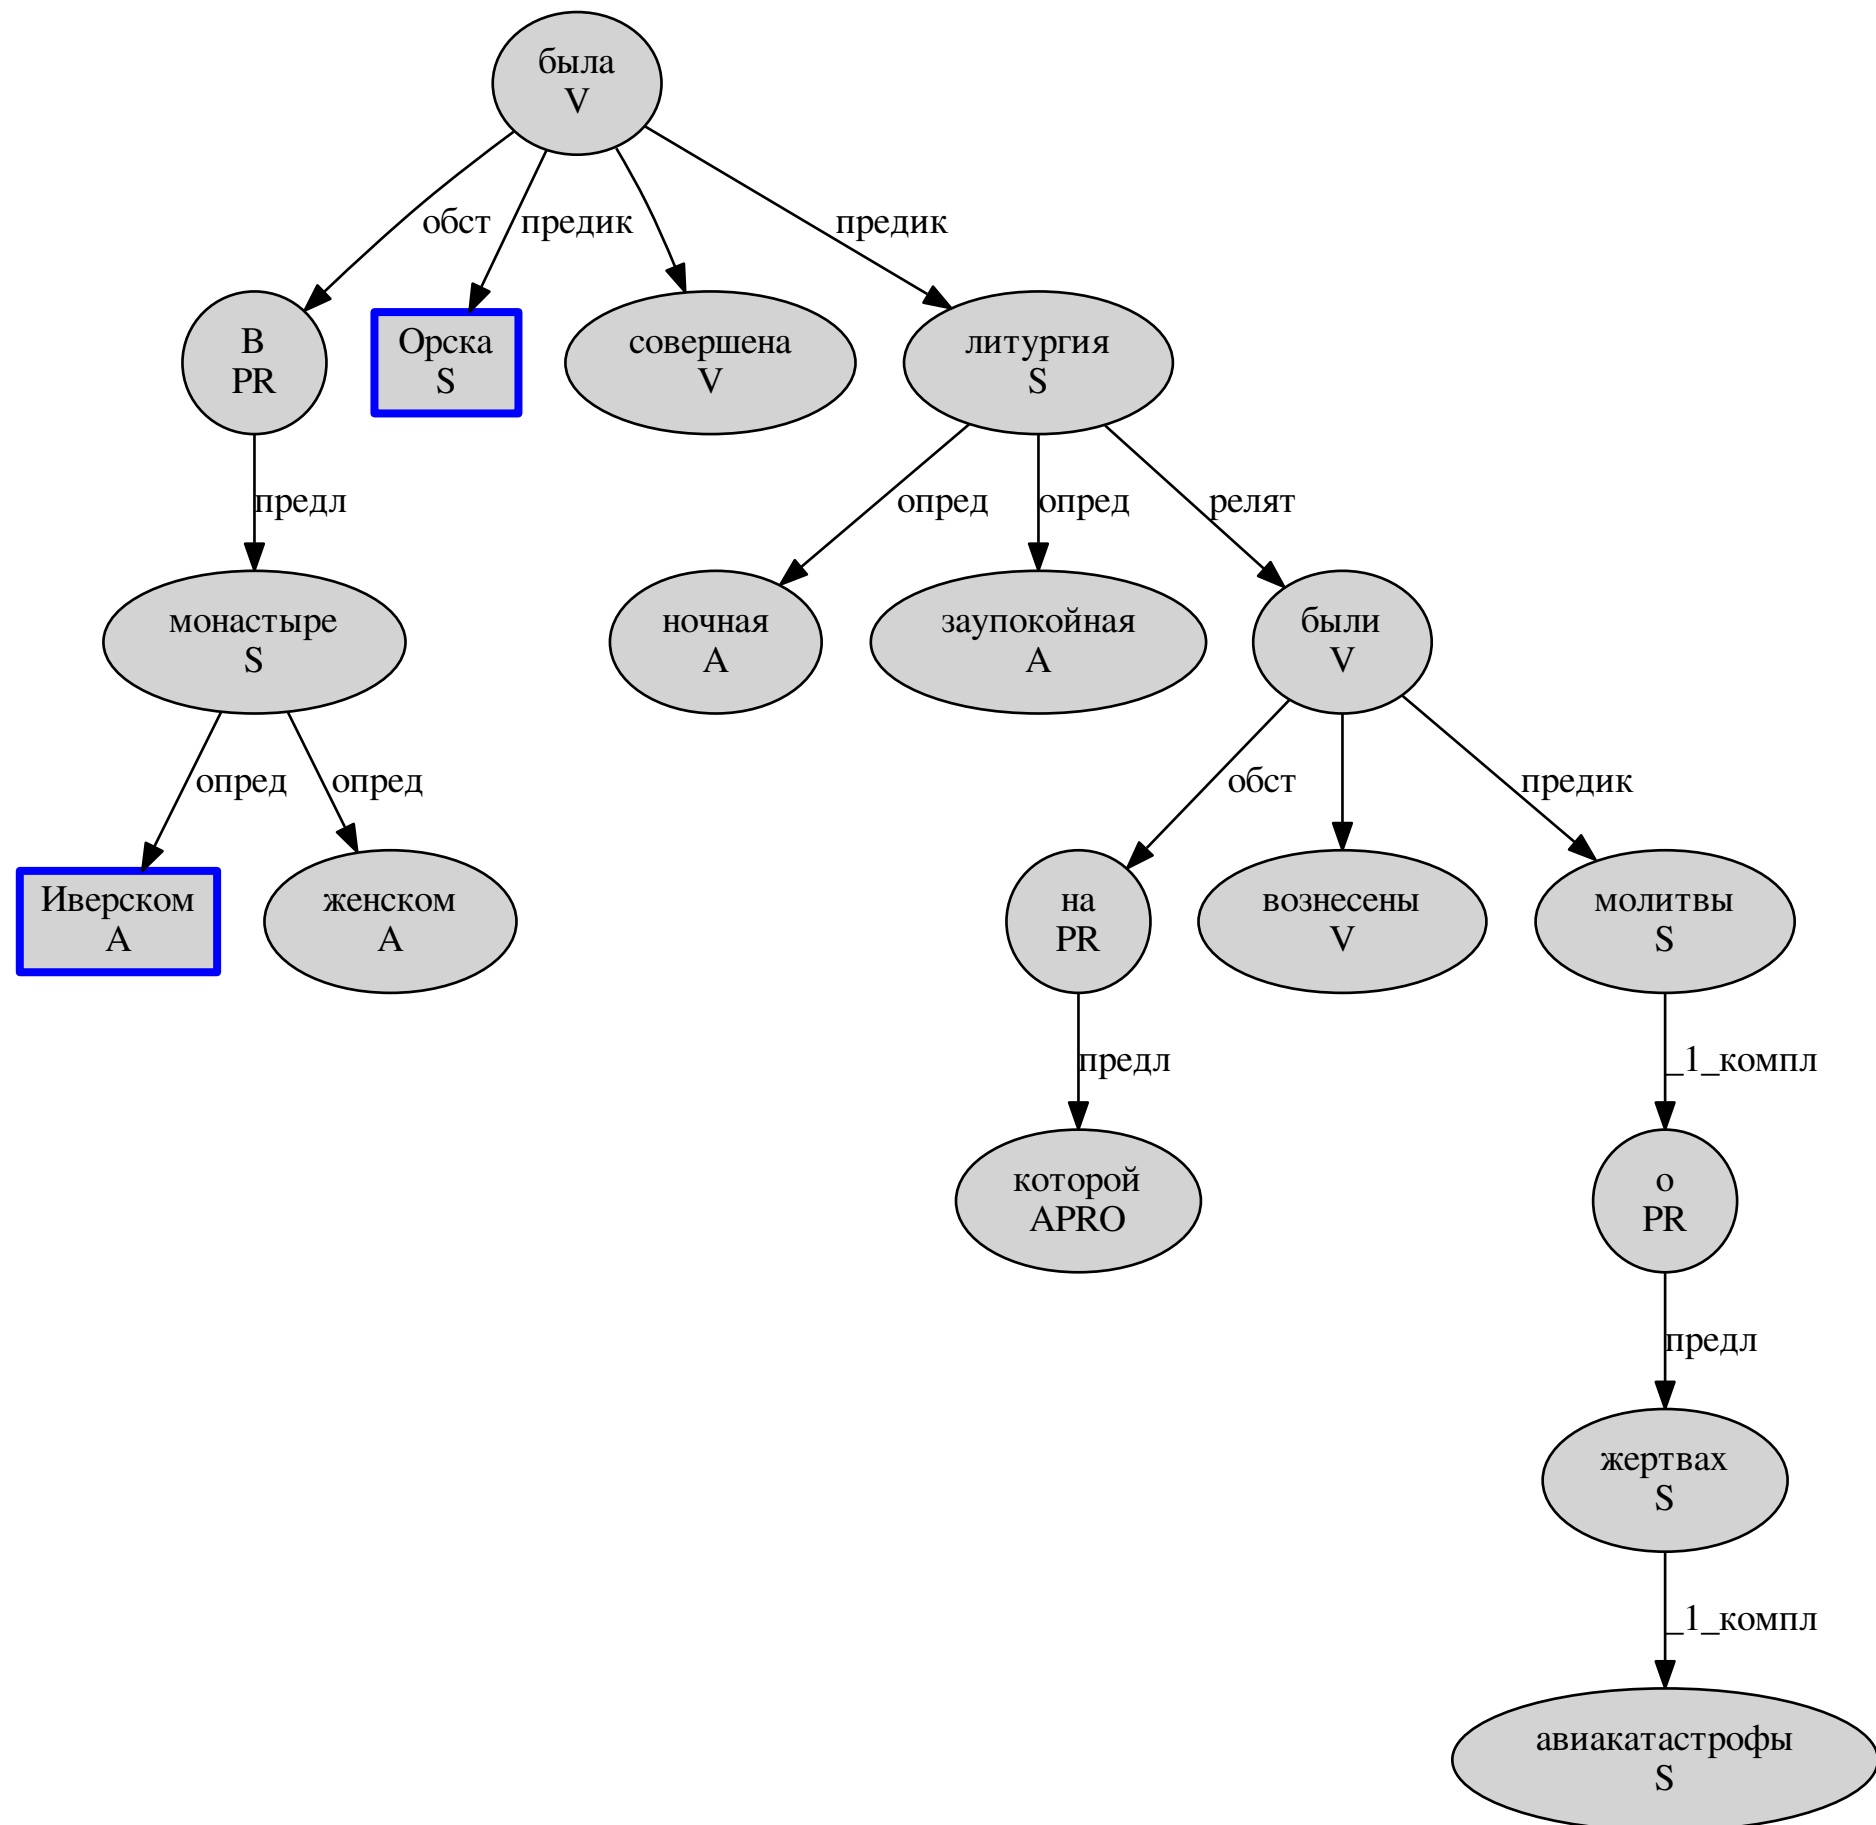 была
V
обст
предик
предик
В
PR
Орска
S
совершена
V
литургия
S
предл
опред
опред
релят
монастыре
S
ночная
A
заупокойная
A
были
V
опред
опред
обст
предик
Иверском
A
женском
A
на
PR
вознесены
V
молитвы
S
предл
_1_компл
которой
APRO
о
PR
предл
жертвах
S
_1_компл
авиакатастрофы
S